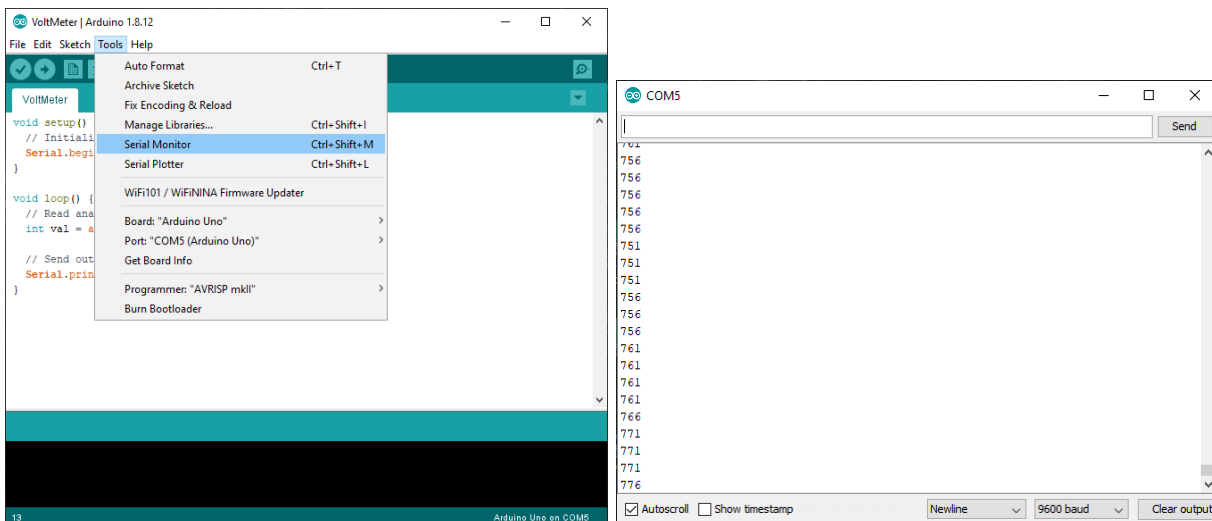 VoltMeter | Arduino 1.8.12
File Edit Sketch Tools Help
Auto Format Ctrl+T
Archive Sketch
Fix Encoding & Reload
Manage Libraries... Ctrl+Shift+I
Serial Monitor Ctrl+Shift+M
Serial Plotter Ctrl+Shift+L
WiFi101 / WiFiNINA Firmware Updater
Board: "Arduino Uno"
Port: "COM5 (Arduino Uno)"
Get Board Info
Programmer: "AVRISP mkII"
Burn Bootloader
VoltMeter
void setup()
// Initiali
Serial.begi
}
void loop() {
// Read ana
int val = a
// Send out
Serial.prin
}
13 Arduino Uno on COM5
COM5
Send
761
756
756
756
756
756
751
751
751
756
756
756
761
761
761
761
766
771
771
771
776
Autoscroll Show timestamp Newline 9600 baud Clear output